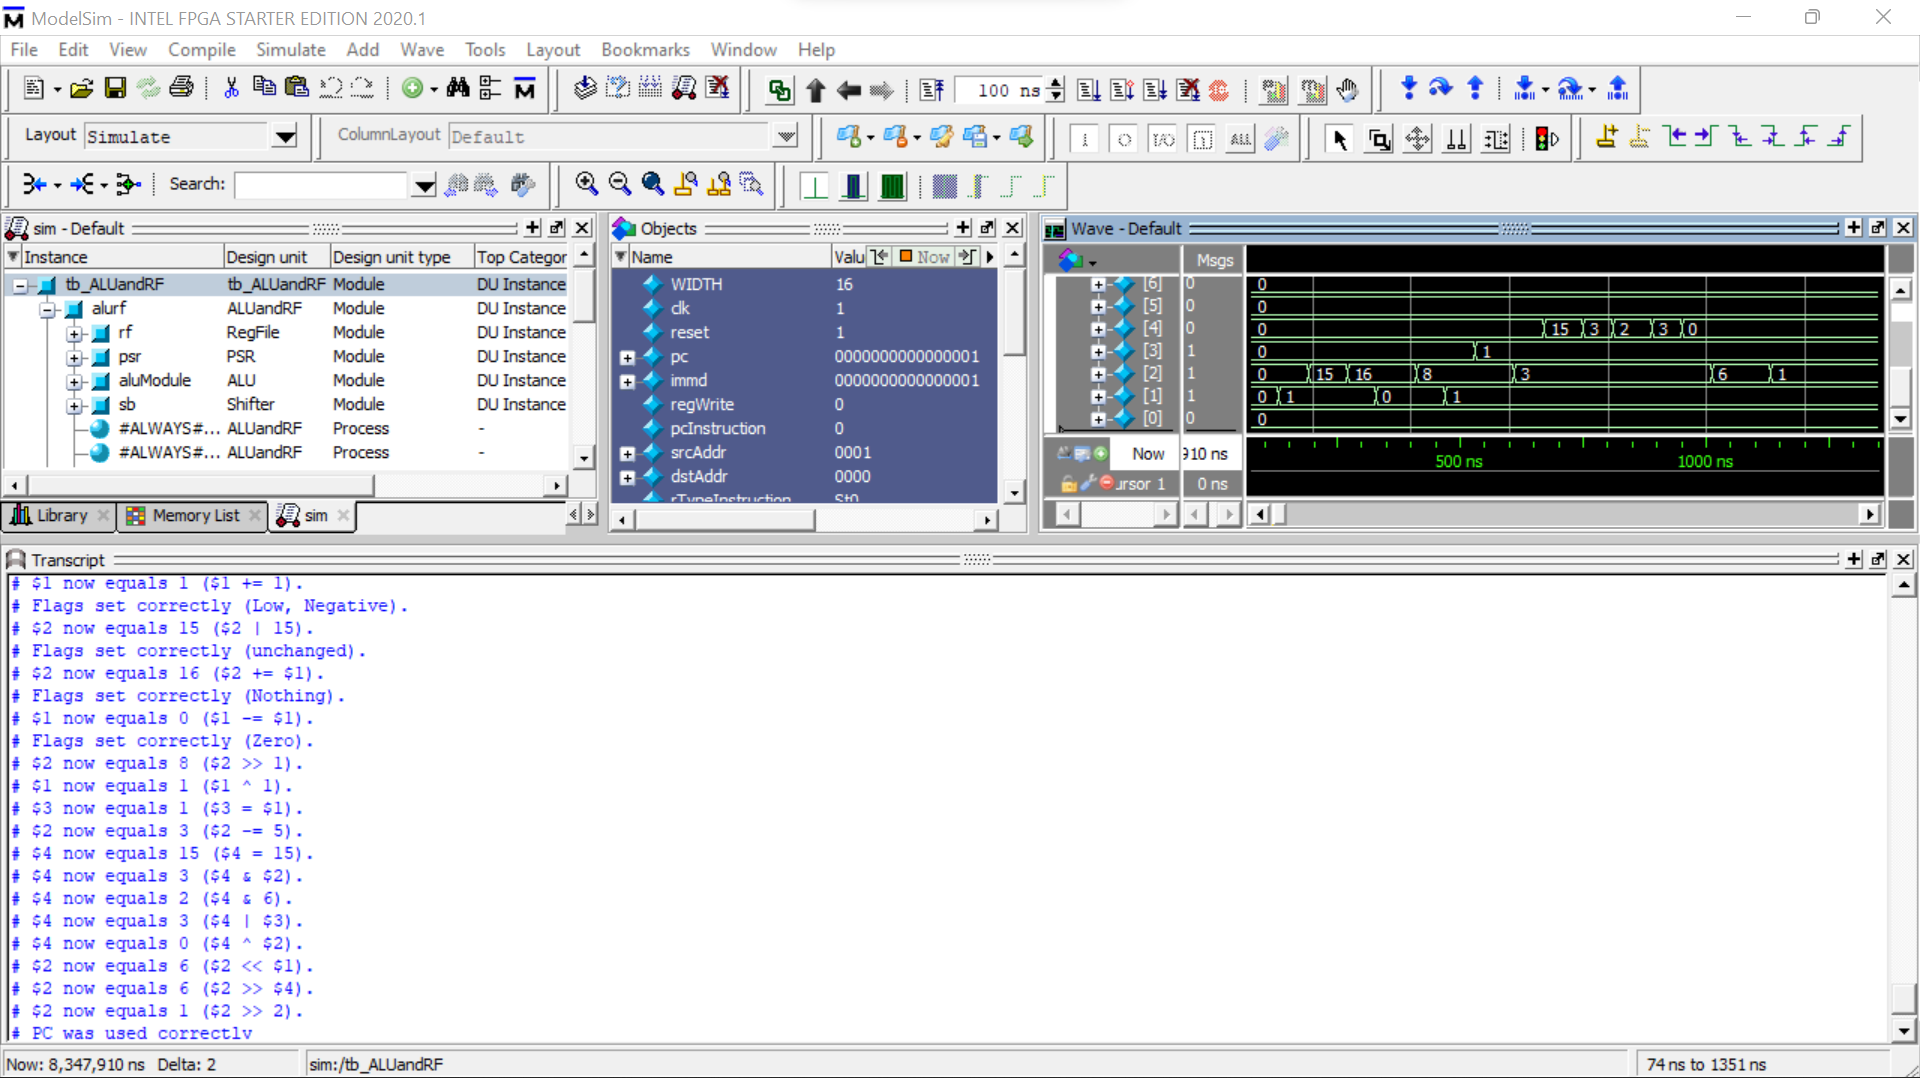 ModelSim - INTEL FPGA STARTER EDITION 2020.1
File Edit View Compile Simulate Add Wave Tools Layout Bookmarks Window Help
100 ns
Layout Simulate
ColumnLayout Default
ALL
Search:
sim - Default
Instance Design unit Design unit type Top Categor
tb_ALUandRF tb_ALUandRF Module DU Instance
alurf ALUandRF Module DU Instance
rf RegFile Module DU Instance
psr PSR Module DU Instance
aluModule ALU Module DU Instance
sb Shifter Module DU Instance
#ALWAYS#... ALUandRF Process -
#ALWAYS#... ALUandRF Process -
Library Memory List sim
Objects
Name Valu Now
WIDTH 16
clk 1
reset 1
pc 0000000000000001
immd 0000000000000001
regWrite 0
pcInstruction 0
srcAddr 0001
dstAddr 0000
rTypeInstruction St0
Wave - Default
Msgs
[6] 0 0
[5] 0 0
[4] 0 0 15 3 2 3 0
[3] 1 0 1
[2] 1 0 15 16 8 3 6 1
[1] 1 0 1 0 1
[0] 0 0
Now 910 ns 500 ns 1000 ns
ursor 1 0 ns
Transcript
# $1 now equals 1 ($1 += 1).
# Flags set correctly (Low, Negative).
# $2 now equals 15 ($2 | 15).
# Flags set correctly (unchanged).
# $2 now equals 16 ($2 += $1).
# Flags set correctly (Nothing).
# $1 now equals 0 ($1 -= $1).
# Flags set correctly (Zero).
# $2 now equals 8 ($2 >> 1).
# $1 now equals 1 ($1 ^ 1).
# $3 now equals 1 ($3 = $1).
# $2 now equals 3 ($2 -= 5).
# $4 now equals 15 ($4 = 15).
# $4 now equals 3 ($4 & $2).
# $4 now equals 2 ($4 & 6).
# $4 now equals 3 ($4 | $3).
# $4 now equals 0 ($4 ^ $2).
# $2 now equals 6 ($2 << $1).
# $2 now equals 6 ($2 >> $4).
# $2 now equals 1 ($2 >> 2).
# PC was used correctly
Now: 8,347,910 ns Delta: 2 sim:/tb_ALUandRF 74 ns to 1351 ns